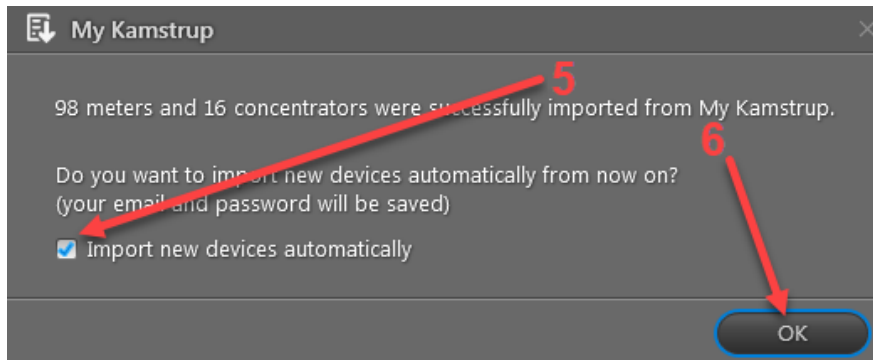 My Kamstrup
5
98 meters and 16 concentrators were successfully imported from My Kamstrup.
6
Do you want to import new devices automatically from now on?
(your email and password will be saved)
Import new devices automatically
OK